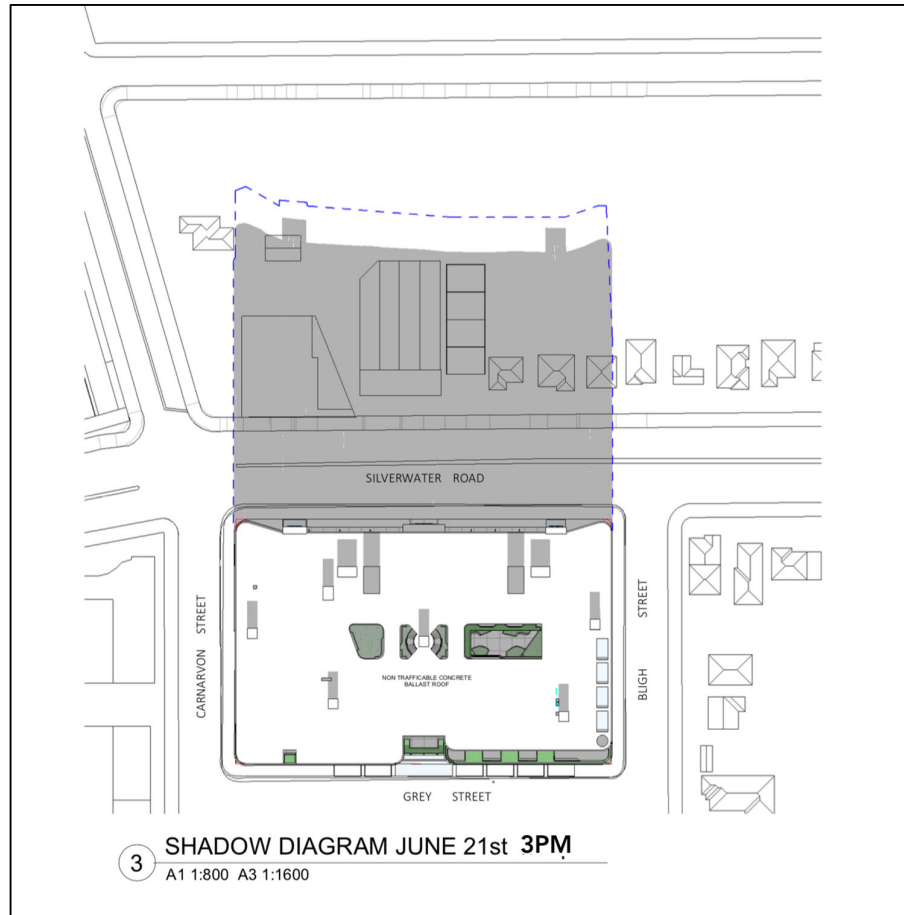 SILVERWATER ROAD
CARNARVON STREET
BLIGH STREET
NON TRAFFICABLE CONCRETE
BALLAST ROOF
GREY STREET
3 SHADOW DIAGRAM JUNE 21st 3PM
A1 1:800 A3 1:1600